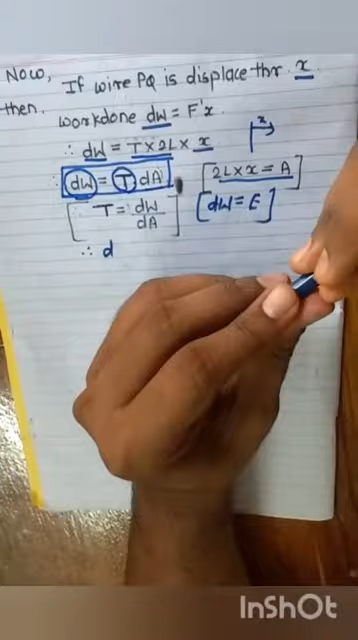 Now, If wire PQ is displace thr. x
then. workdone dw = F'x
∴ dw = T × 2L × x x
∴ dw = T dA [2L × x = A]
[T = dw/dA] [dw = E]
∴ d
InShOt